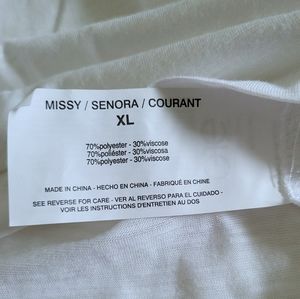 MISSY / SENORA / COURANT
XL
70%polyester - 30%viscose
70%poliéster - 30%viscosa
70%polyester - 30%viscose
MADE IN CHINA - HECHO EN CHINA - FABRIQUÉ EN CHINE
SEE REVERSE FOR CARE - VER AL REVERSO PARA EL CUIDADO -
VOIR LES INSTRUCTIONS D'ENTRETIEN AU DOS